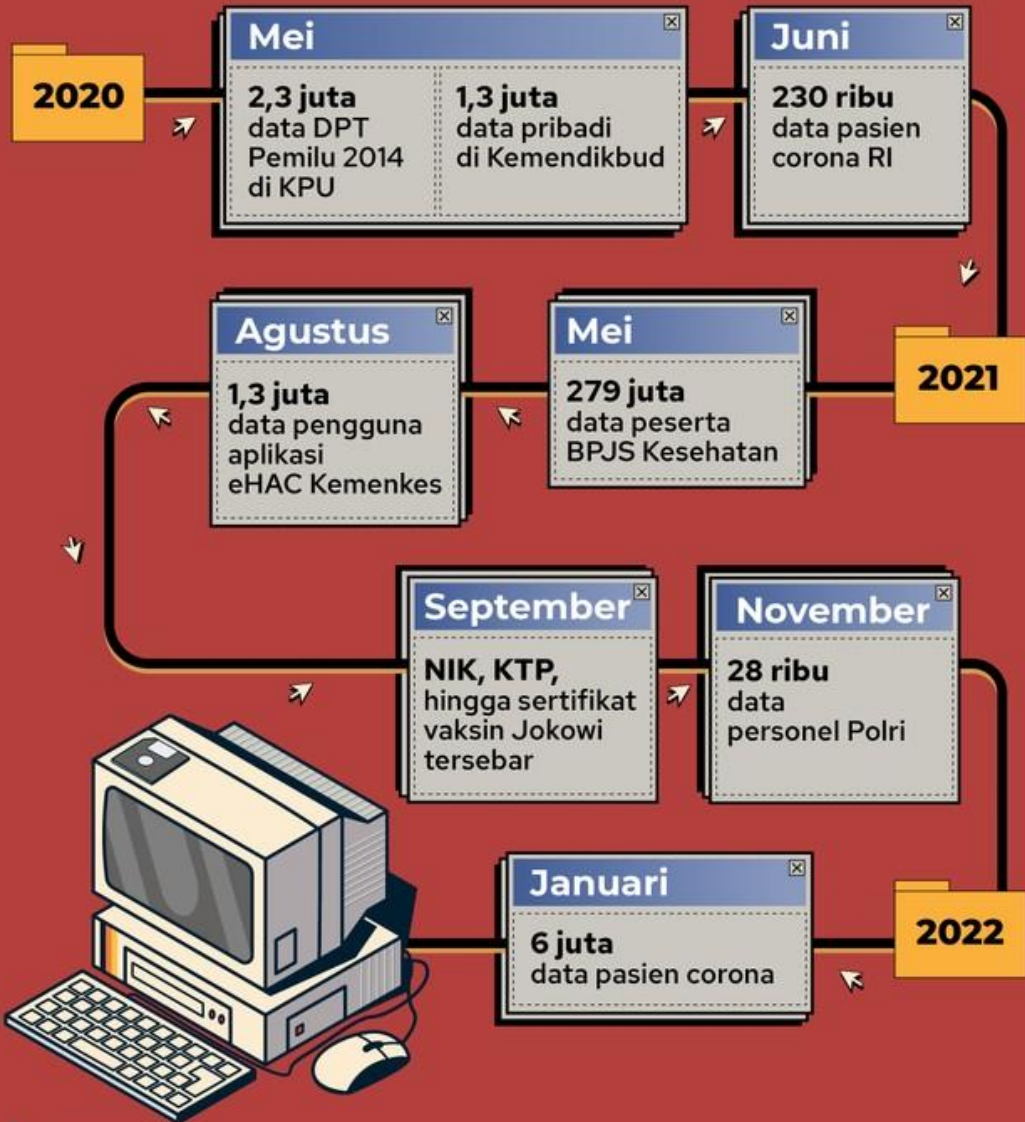 2020
Mei
2,3 juta
data DPT
Pemilu 2014
di KPU
1,3 juta
data pribadi
di Kemendikbud
Juni
230 ribu
data pasien
corona RI
2021
Mei
279 juta
data peserta
BPJS Kesehatan
Agustus
1,3 juta
data pengguna
aplikasi
eHAC Kemenkes
September
NIK, KTP,
hingga sertifikat
vaksin Jokowi
tersebar
November
28 ribu
data
personel Polri
2022
Januari
6 juta
data pasien corona